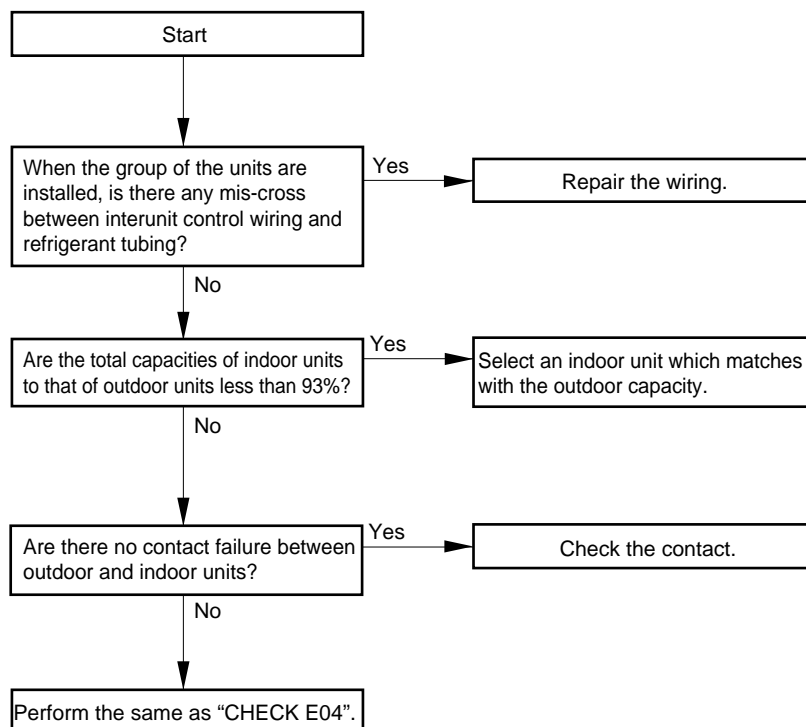 Start
When the group of the units are
installed, is there any mis-cross
between interunit control wiring and
refrigerant tubing?
Yes
Repair the wiring.
No
Are the total capacities of indoor units
to that of outdoor units less than 93%?
Yes
Select an indoor unit which matches
with the outdoor capacity.
No
Are there no contact failure between
outdoor and indoor units?
Yes
Check the contact.
No
Perform the same as “CHECK E04”.